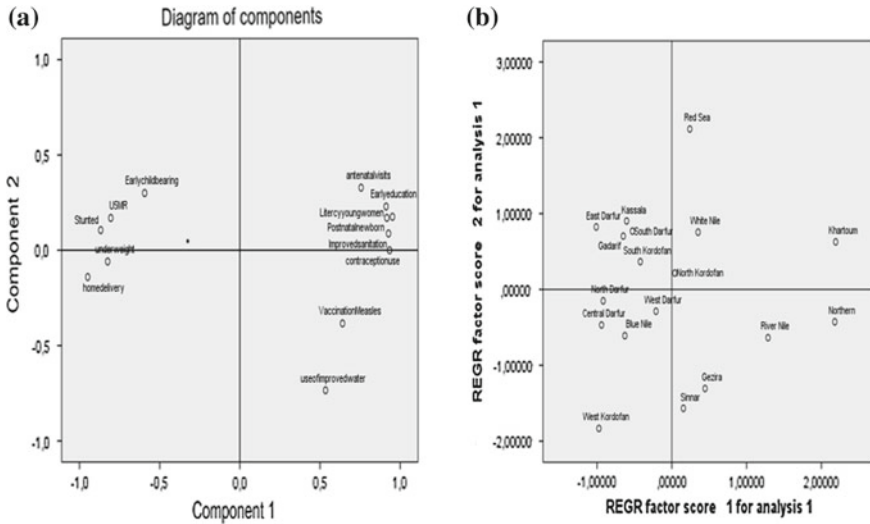 (a)
Diagram of components
1,0
0,5
0,0
-0,5
-1,0
Component 2
Earlychildbearing
USMR
Stunted
underweight
homedelivery
antenatalvisits
Earlyeducation
Litercyyoungwomen
Postnatalnewborn
Improvedsanitation
contraceptionuse
VaccinationMeasles
useofimprovedwater
-1,0 -0,5 0,0 0,5 1,0
Component 1
(b)
3,00000
2,00000
1,00000
,00000
-1,00000
-2,00000
REGR factor score 2 for analysis 1
Red Sea
East Darfur
Kassala
South Darfur
Gadarif
White Nile
Khartoum
South Kordofan
North Kordofan
North Darfur
West Darfur
Central Darfur
Blue Nile
River Nile
Northern
Gezira
Sinnar
West Kordofan
-1,00000 ,00000 1,00000 2,00000
REGR factor score 1 for analysis 1